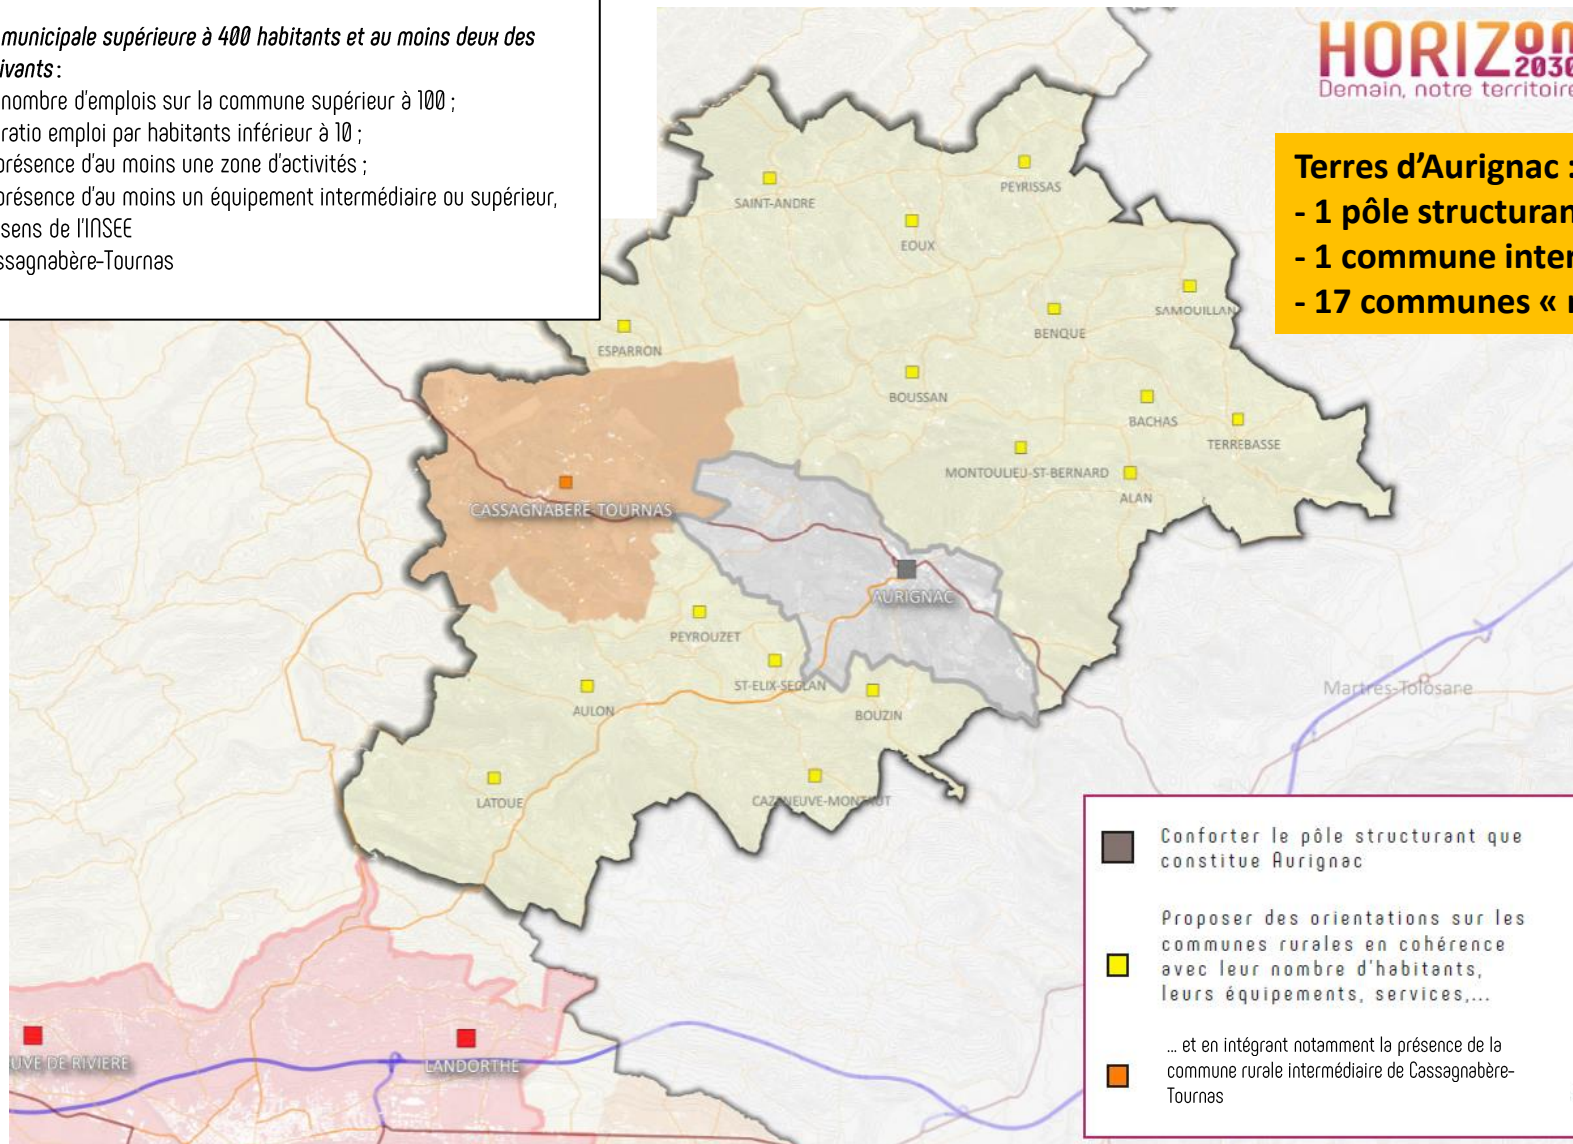 municipale supérieure à 400 habitants et au moins deux des
ivants :
nombre d'emplois sur la commune supérieur à 100 ;
ratio emploi par habitants inférieur à 10 ;
présence d'au moins une zone d'activités ;
présence d'au moins un équipement intermédiaire ou supérieur,
sens de l'INSEE
ssagnabère-Tournas
HORIZON
2030
Demain, notre territoire
Terres d'Aurignac :
- 1 pôle structuran
- 1 commune inter
- 17 communes «
PEYRISSAS
SAINT-ANDRE
EOUX
SAMOUILLAN
BENQUE
ESPARRON
BOUSSAN
BACHAS
TERREBASSE
MONTOULIEU-ST-BERNARD
ALAN
CASSAGNABERE TOURNAS
AURIGNAC
PEYROUZET
ST-ELIX-SEGLAN
AULON
BOUZIN
Martres-Tolosane
LATOUE
CAZENEUVE-MONTAUT
UVE DE RIVIERE
LANDORTHE
Conforter le pôle structurant que
constitue Aurignac
Proposer des orientations sur les
communes rurales en cohérence
avec leur nombre d'habitants,
leurs équipements, services,...
... et en intégrant notamment la présence de la
commune rurale intermédiaire de Cassagnabère-
Tournas